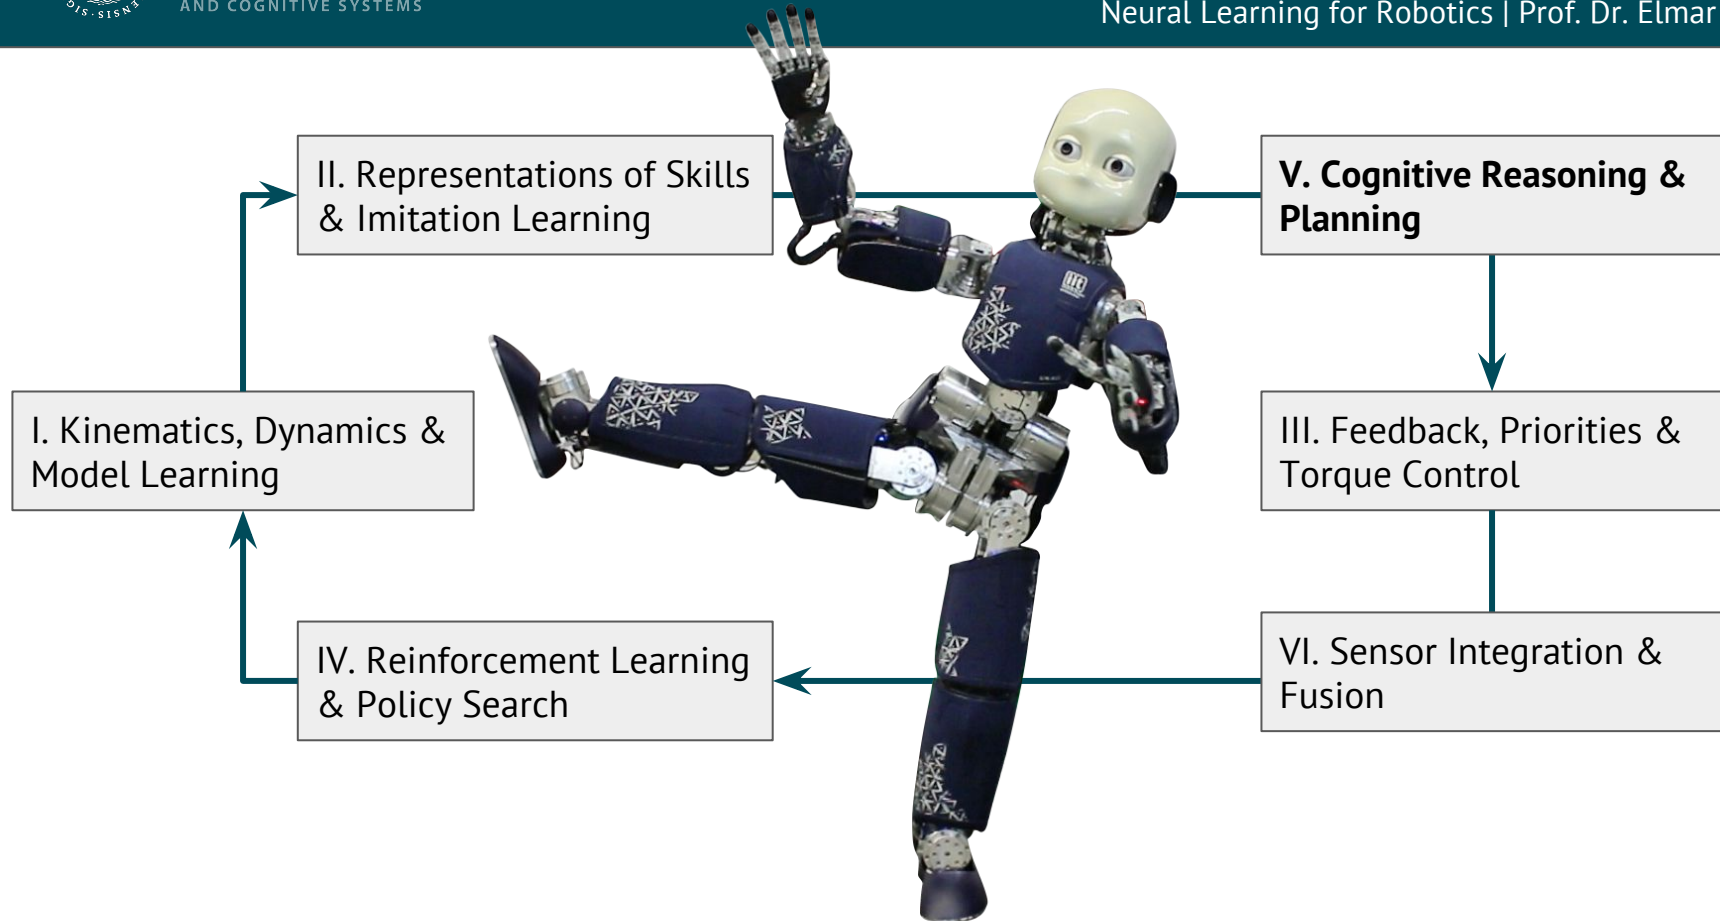 AND COGNITIVE SYSTEMS
Neural Learning for Robotics | Prof. Dr. Elmar
II. Representations of Skills
& Imitation Learning
V. Cognitive Reasoning &
Planning
I. Kinematics, Dynamics &
Model Learning
III. Feedback, Priorities &
Torque Control
IV. Reinforcement Learning
& Policy Search
VI. Sensor Integration &
Fusion
iit